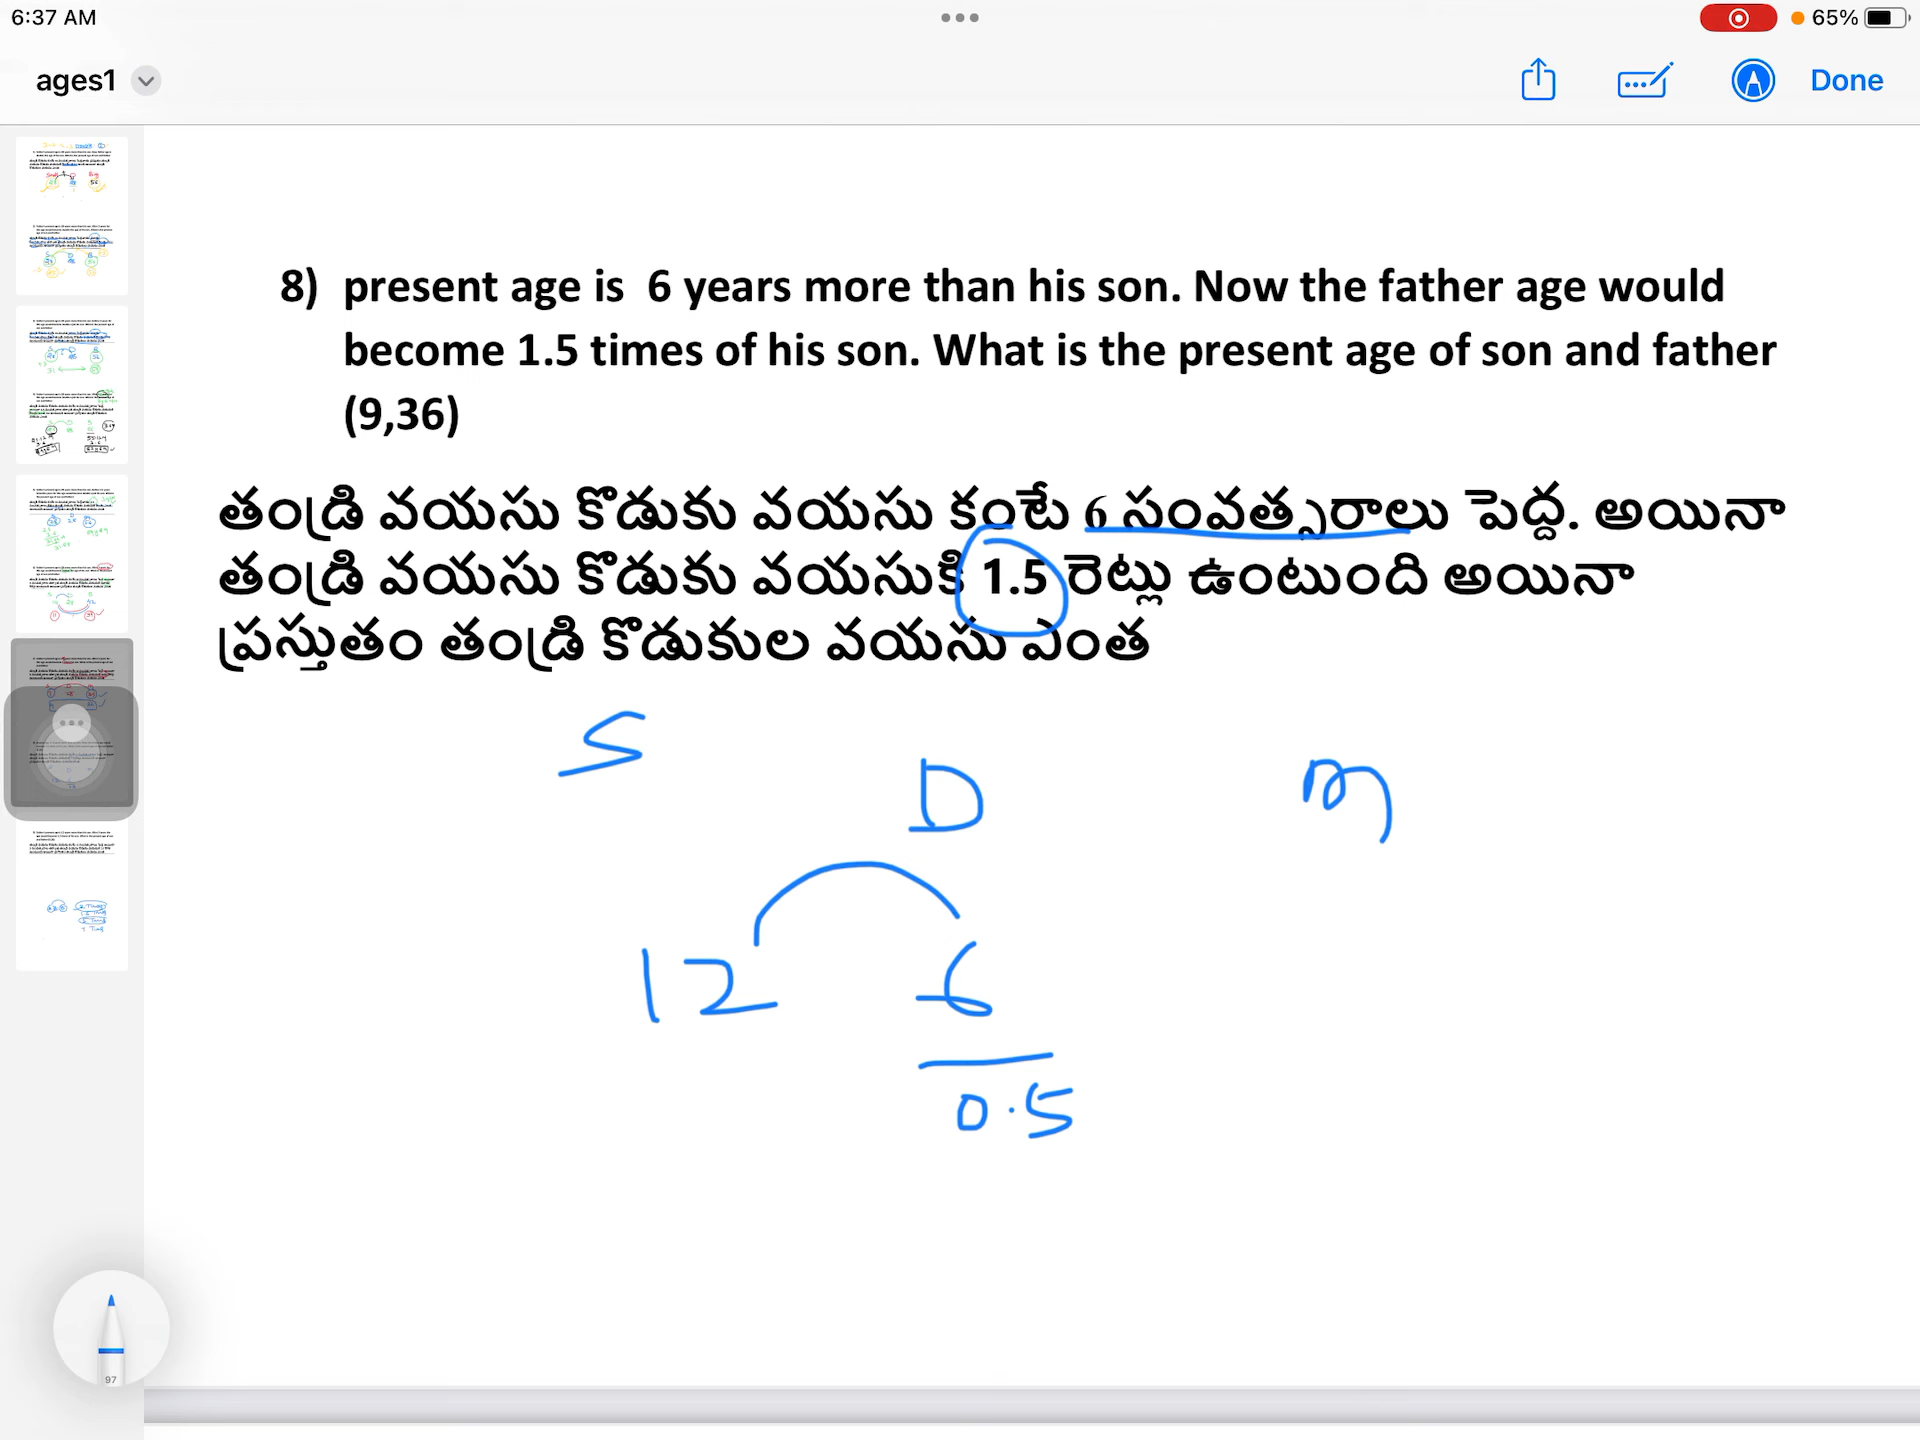 6:37 AM
65%
ages1
Done
8) present age is 6 years more than his son. Now the father age would
become 1.5 times of his son. What is the present age of son and father
(9,36)
తండ్రి వయసు కొడుకు వయసు కంటే 6 సంవత్సరాలు పెద్ద. అయినా
తండ్రి వయసు కొడుకు వయసుకి 1.5 రెట్లు ఉంటుంది అయినా
ప్రస్తుతం తండ్రి కొడుకుల వయసు ఎంత
S
D
m
12 6
0.5
97